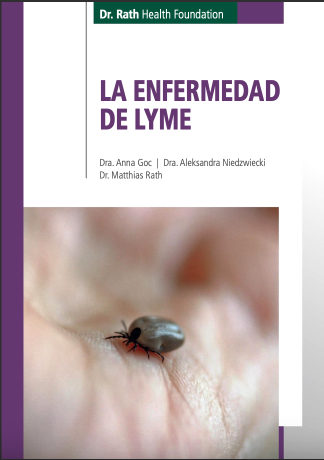 Dr. Rath Health Foundation
LA ENFERMEDAD
DE LYME
Dra. Anna Goc | Dra. Aleksandra Niedzwiecki
Dr. Matthias Rath